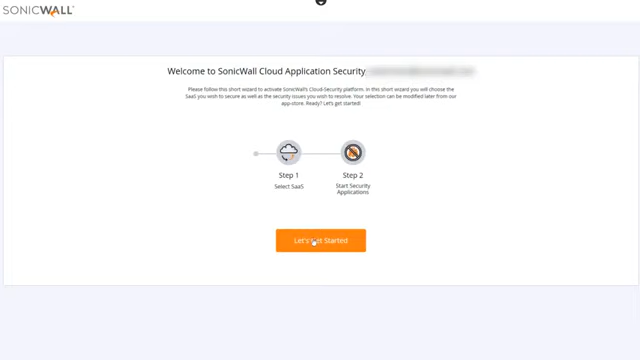 SONICWALL
Welcome to SonicWall Cloud Application Security,
Please follow this short wizard to activate SonicWall's Cloud-Security platform. In this short wizard you will choose the
SaaS you wish to secure as well as the security issues you wish to resolve. Your selection can be modified later from our
app-store. Ready? Let's get started!
Step 1
Select SaaS
Step 2
Start Security
Applications
Let's Get Started